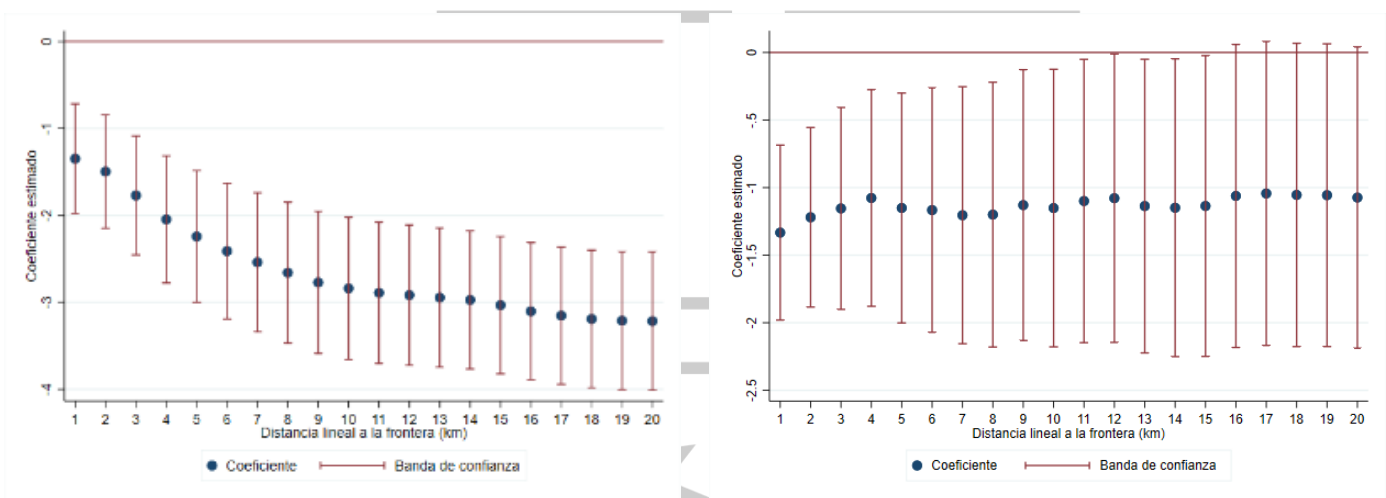 0
-1
-2
-3
-4
Coeficiente estimado
1 2 3 4 5 6 7 8 9 10 11 12 13 14 15 16 17 18 19 20
Distancia lineal a la frontera (km)
Coeficiente
Banda de confianza
0
-.5
-1
-1.5
-2
-2.5
Coeficiente estimado
1 2 3 4 5 6 7 8 9 10 11 12 13 14 15 16 17 18 19 20
Distancia lineal a la frontera (km)
Coeficiente
Banda de confianza